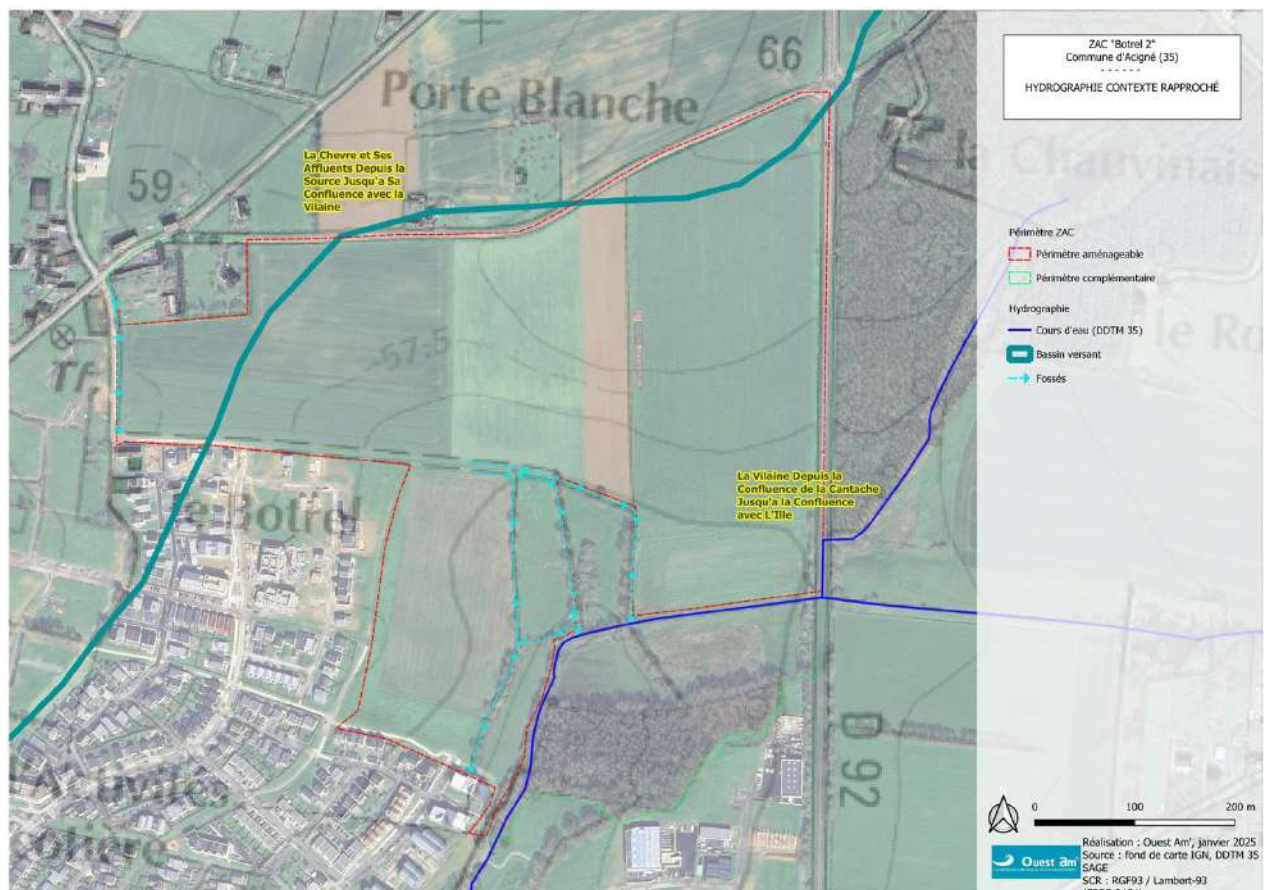 Porte Blanche
66
59
57.5
La Chevre et Ses
Affluents Depuis la
Source Jusqu'a Sa
Confluence avec la
Vilaine
La Vilaine Depuis la
Confluence de la Cantache
Jusqu'a la Confluence
avec L'Ille
le Botrel
D 92
la Chauvinais
le Ro
d'Activités
ZAC "Botrel 2"
Commune d'Acigné (35)
- - - - - -
HYDROGRAPHIE CONTEXTE RAPPROCHÉ
Périmètre ZAC
Périmètre aménageable
Périmètre complémentaire
Hydrographie
Cours d'eau (DDTM 35)
Bassin versant
Fossés
0 100 200 m
Ouest am'
Réalisation : Ouest Am', janvier 2025
Source : fond de carte IGN, DDTM 35
SAGE
SCR : RGF93 / Lambert-93